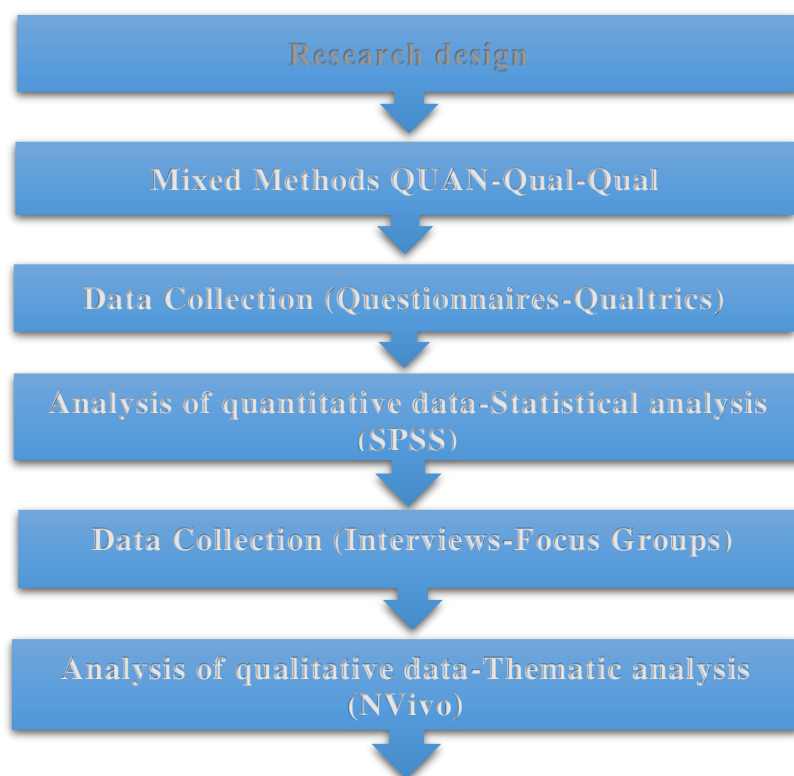 Research design
Mixed Methods QUAN-Qual-Qual
Data Collection (Questionnaires-Qualtrics)
Analysis of quantitative data-Statistical analysis
(SPSS)
Data Collection (Interviews-Focus Groups)
Analysis of qualitative data-Thematic analysis
(NVivo)